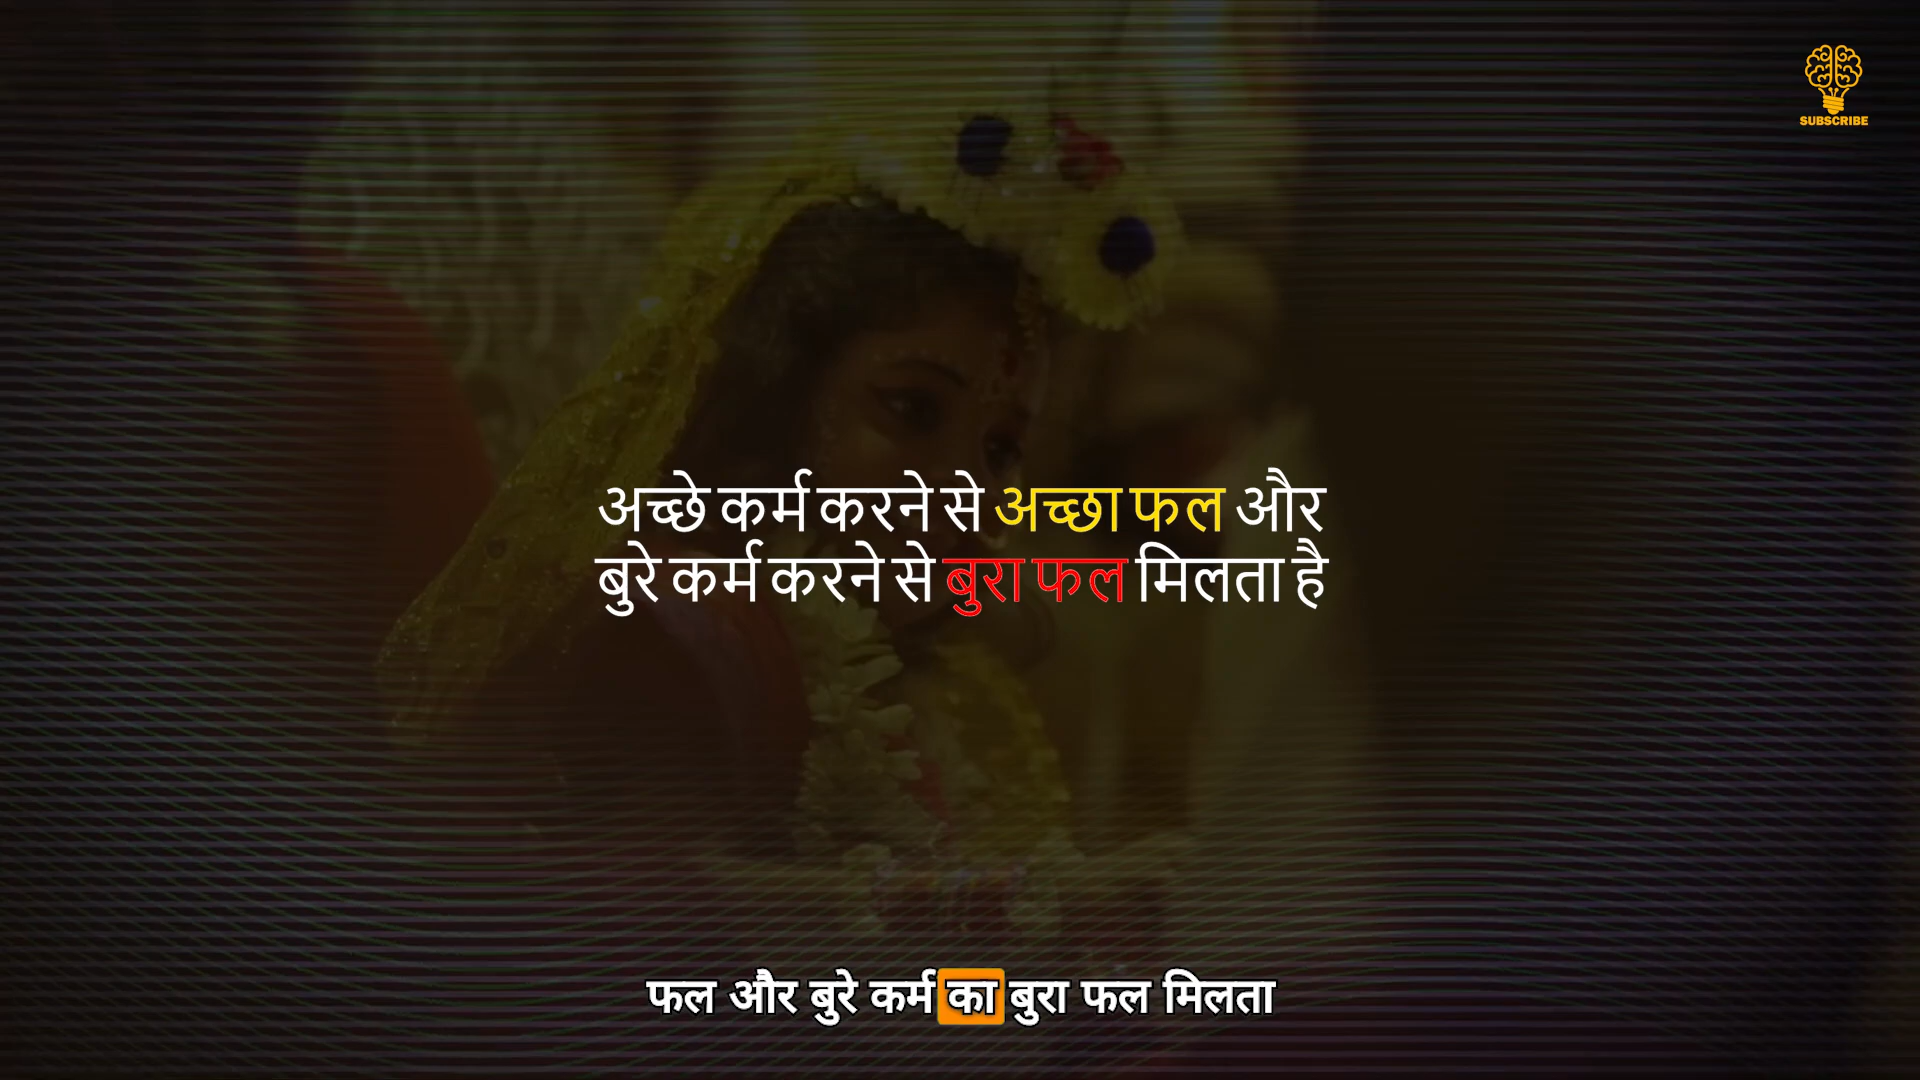 SUBSCRIBE
अच्छे कर्म करने से अच्छा फल और
बुरे कर्म करने से बुरा फल मिलता है
फल और बुरे कर्म का बुरा फल मिलता